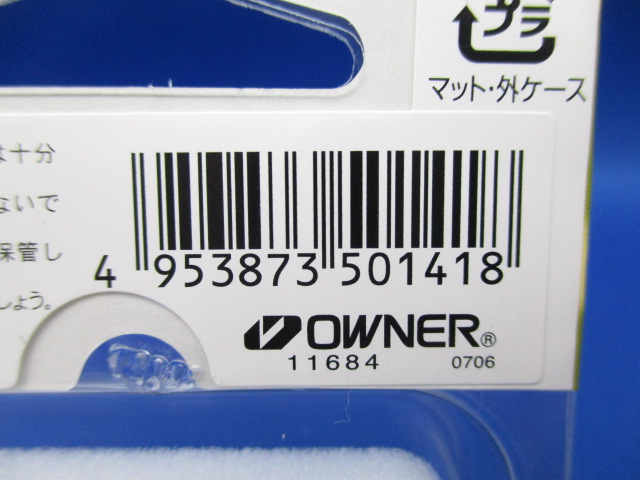 プラ
マット・外ケース
は十分
ないで
保管し
しょう。
4 953873 501418
OWNER®
11684 0706